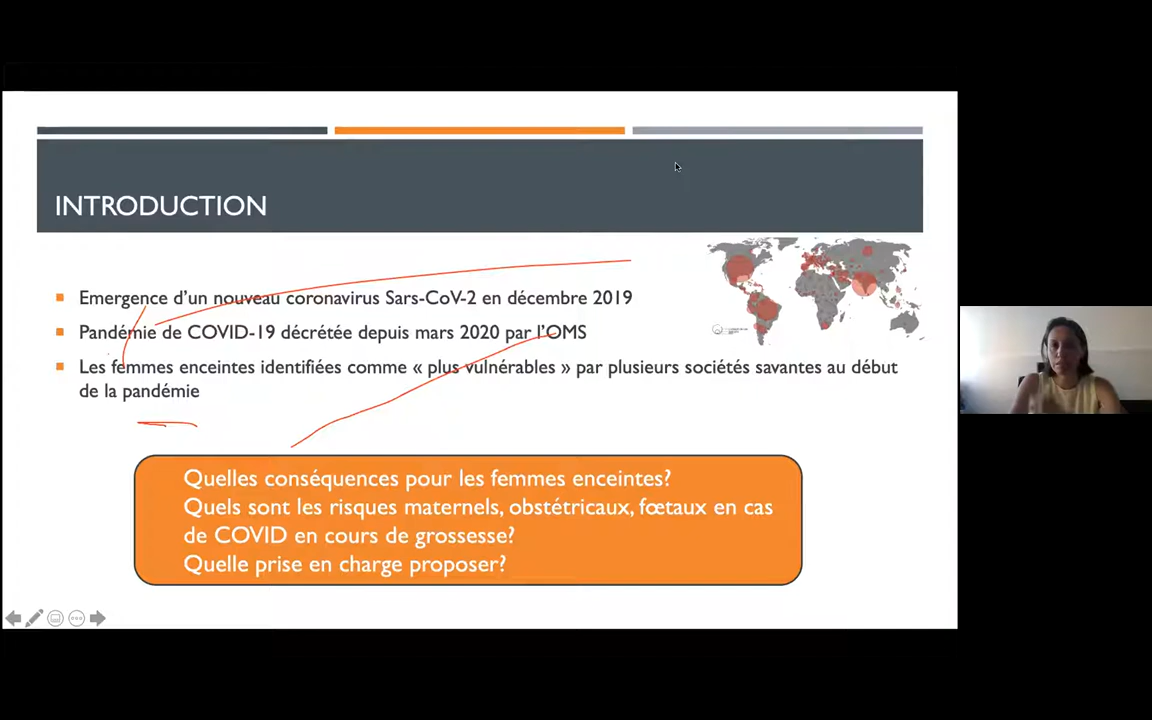 INTRODUCTION
Emergence d’un nouveau coronavirus Sars-CoV-2 en décembre 2019
Pandémie de COVID-19 décrétée depuis mars 2020 par l’OMS
Les femmes enceintes identifiées comme « plus vulnérables » par plusieurs sociétés savantes au début
de la pandémie
Quelles conséquences pour les femmes enceintes?
Quels sont les risques maternels, obstétricaux, fœtaux en cas
de COVID en cours de grossesse?
Quelle prise en charge proposer?